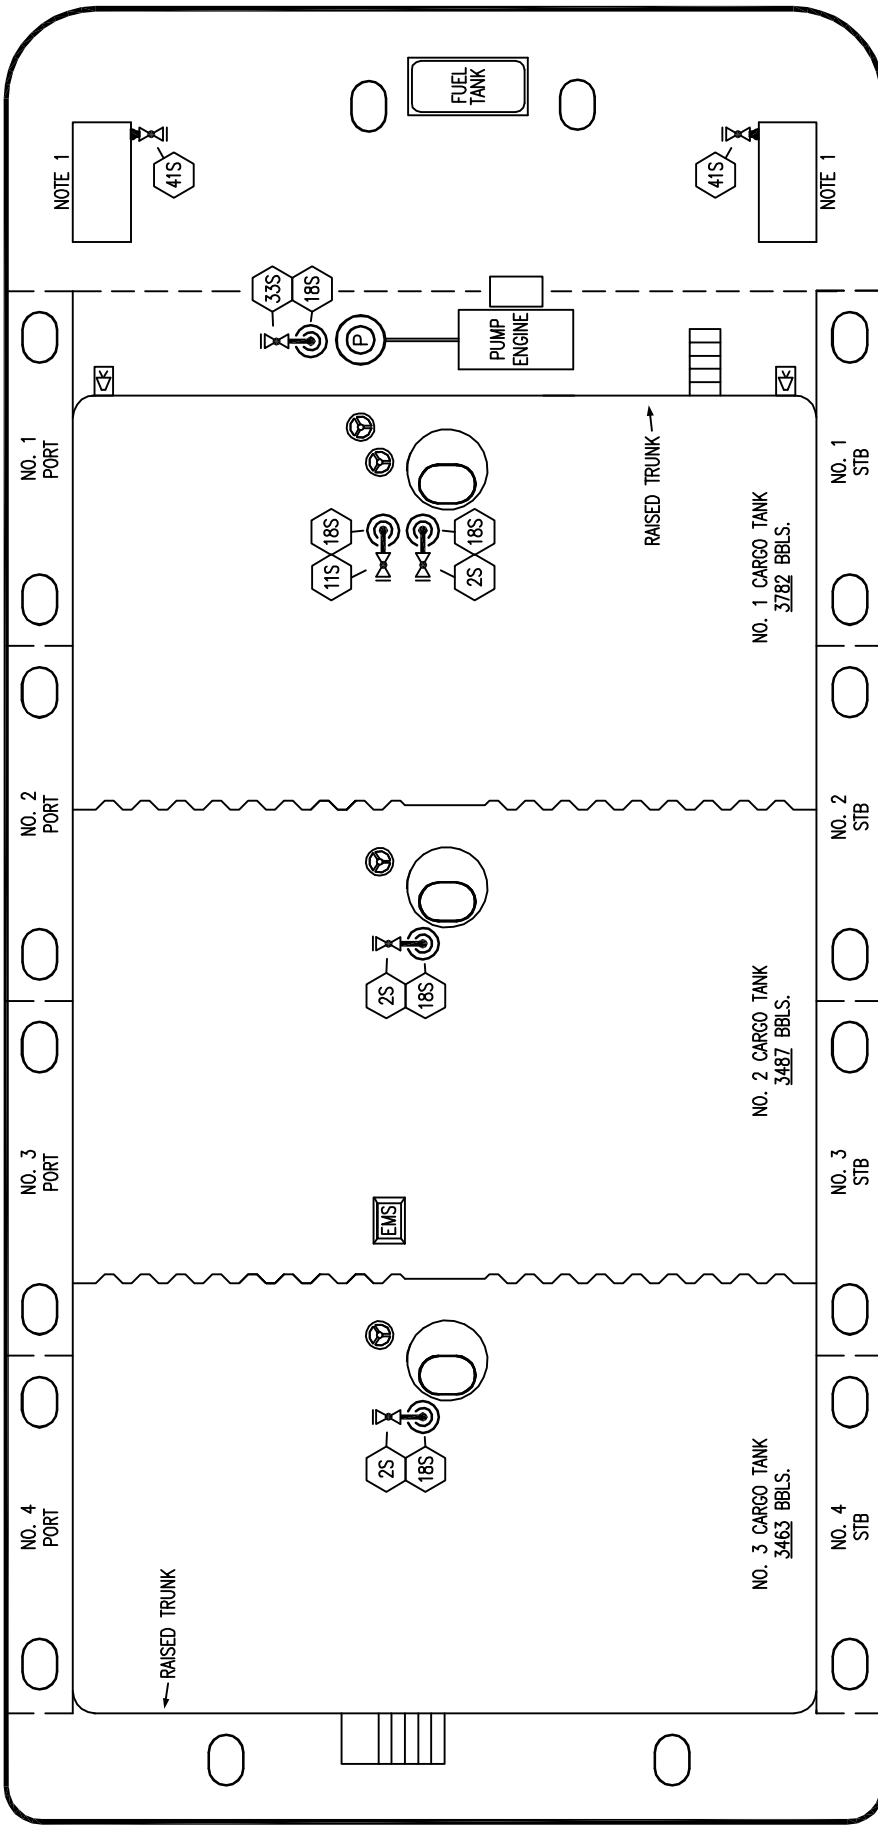 FUEL
TANK
NOTE 1
41S
41S
NOTE 1
33S
18S
P
PUMP
ENGINE
NO. 1
PORT
RAISED TRUNK
NO. 1
STB
18S
11S
18S
2S
NO. 1 CARGO TANK
3782 BBLS.
NO. 2
PORT
NO. 2
STB
2S
18S
NO. 2 CARGO TANK
3487 BBLS.
NO. 3
PORT
EMS
NO. 3
STB
2S
18S
NO. 3 CARGO TANK
3463 BBLS.
NO. 4
PORT
NO. 4
STB
RAISED TRUNK